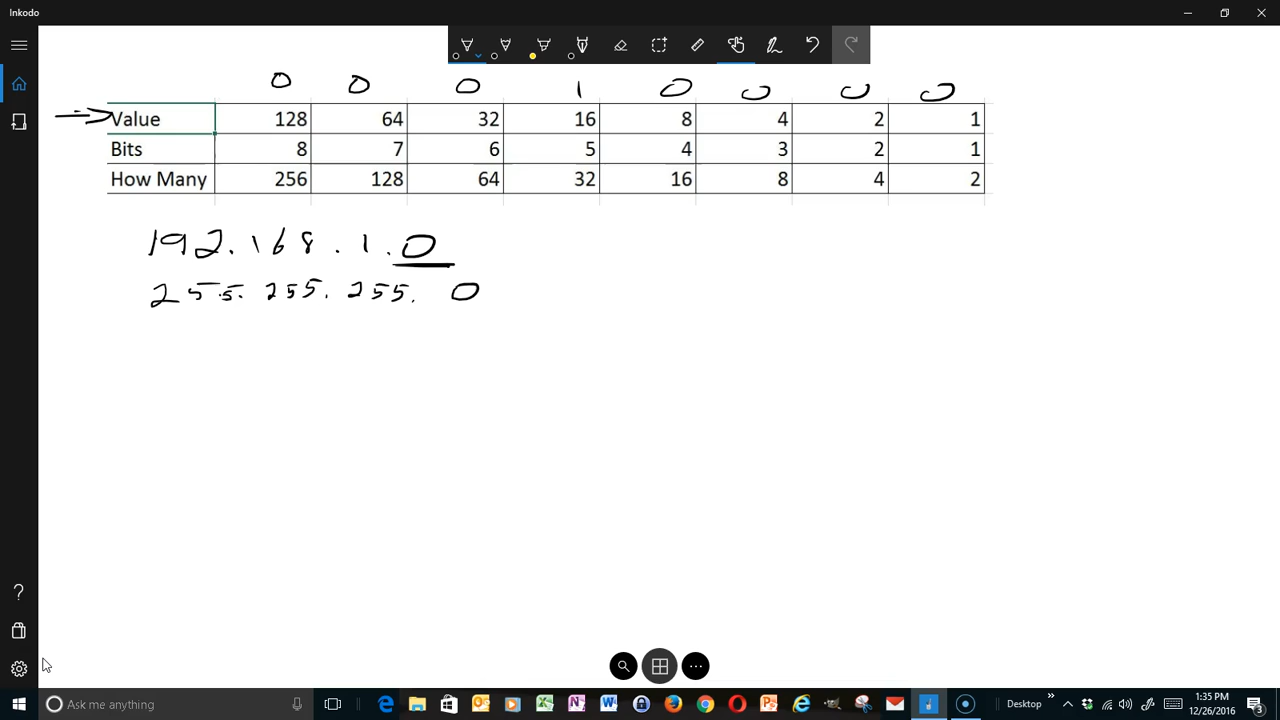 Inkodo
0 0 0 1 0 0 0 0
Value 128 64 32 16 8 4 2 1
Bits 8 7 6 5 4 3 2 1
How Many 256 128 64 32 16 8 4 2
192.168.1.0
255.255.255.0
Ask me anything
Desktop
1:35 PM
12/26/2016